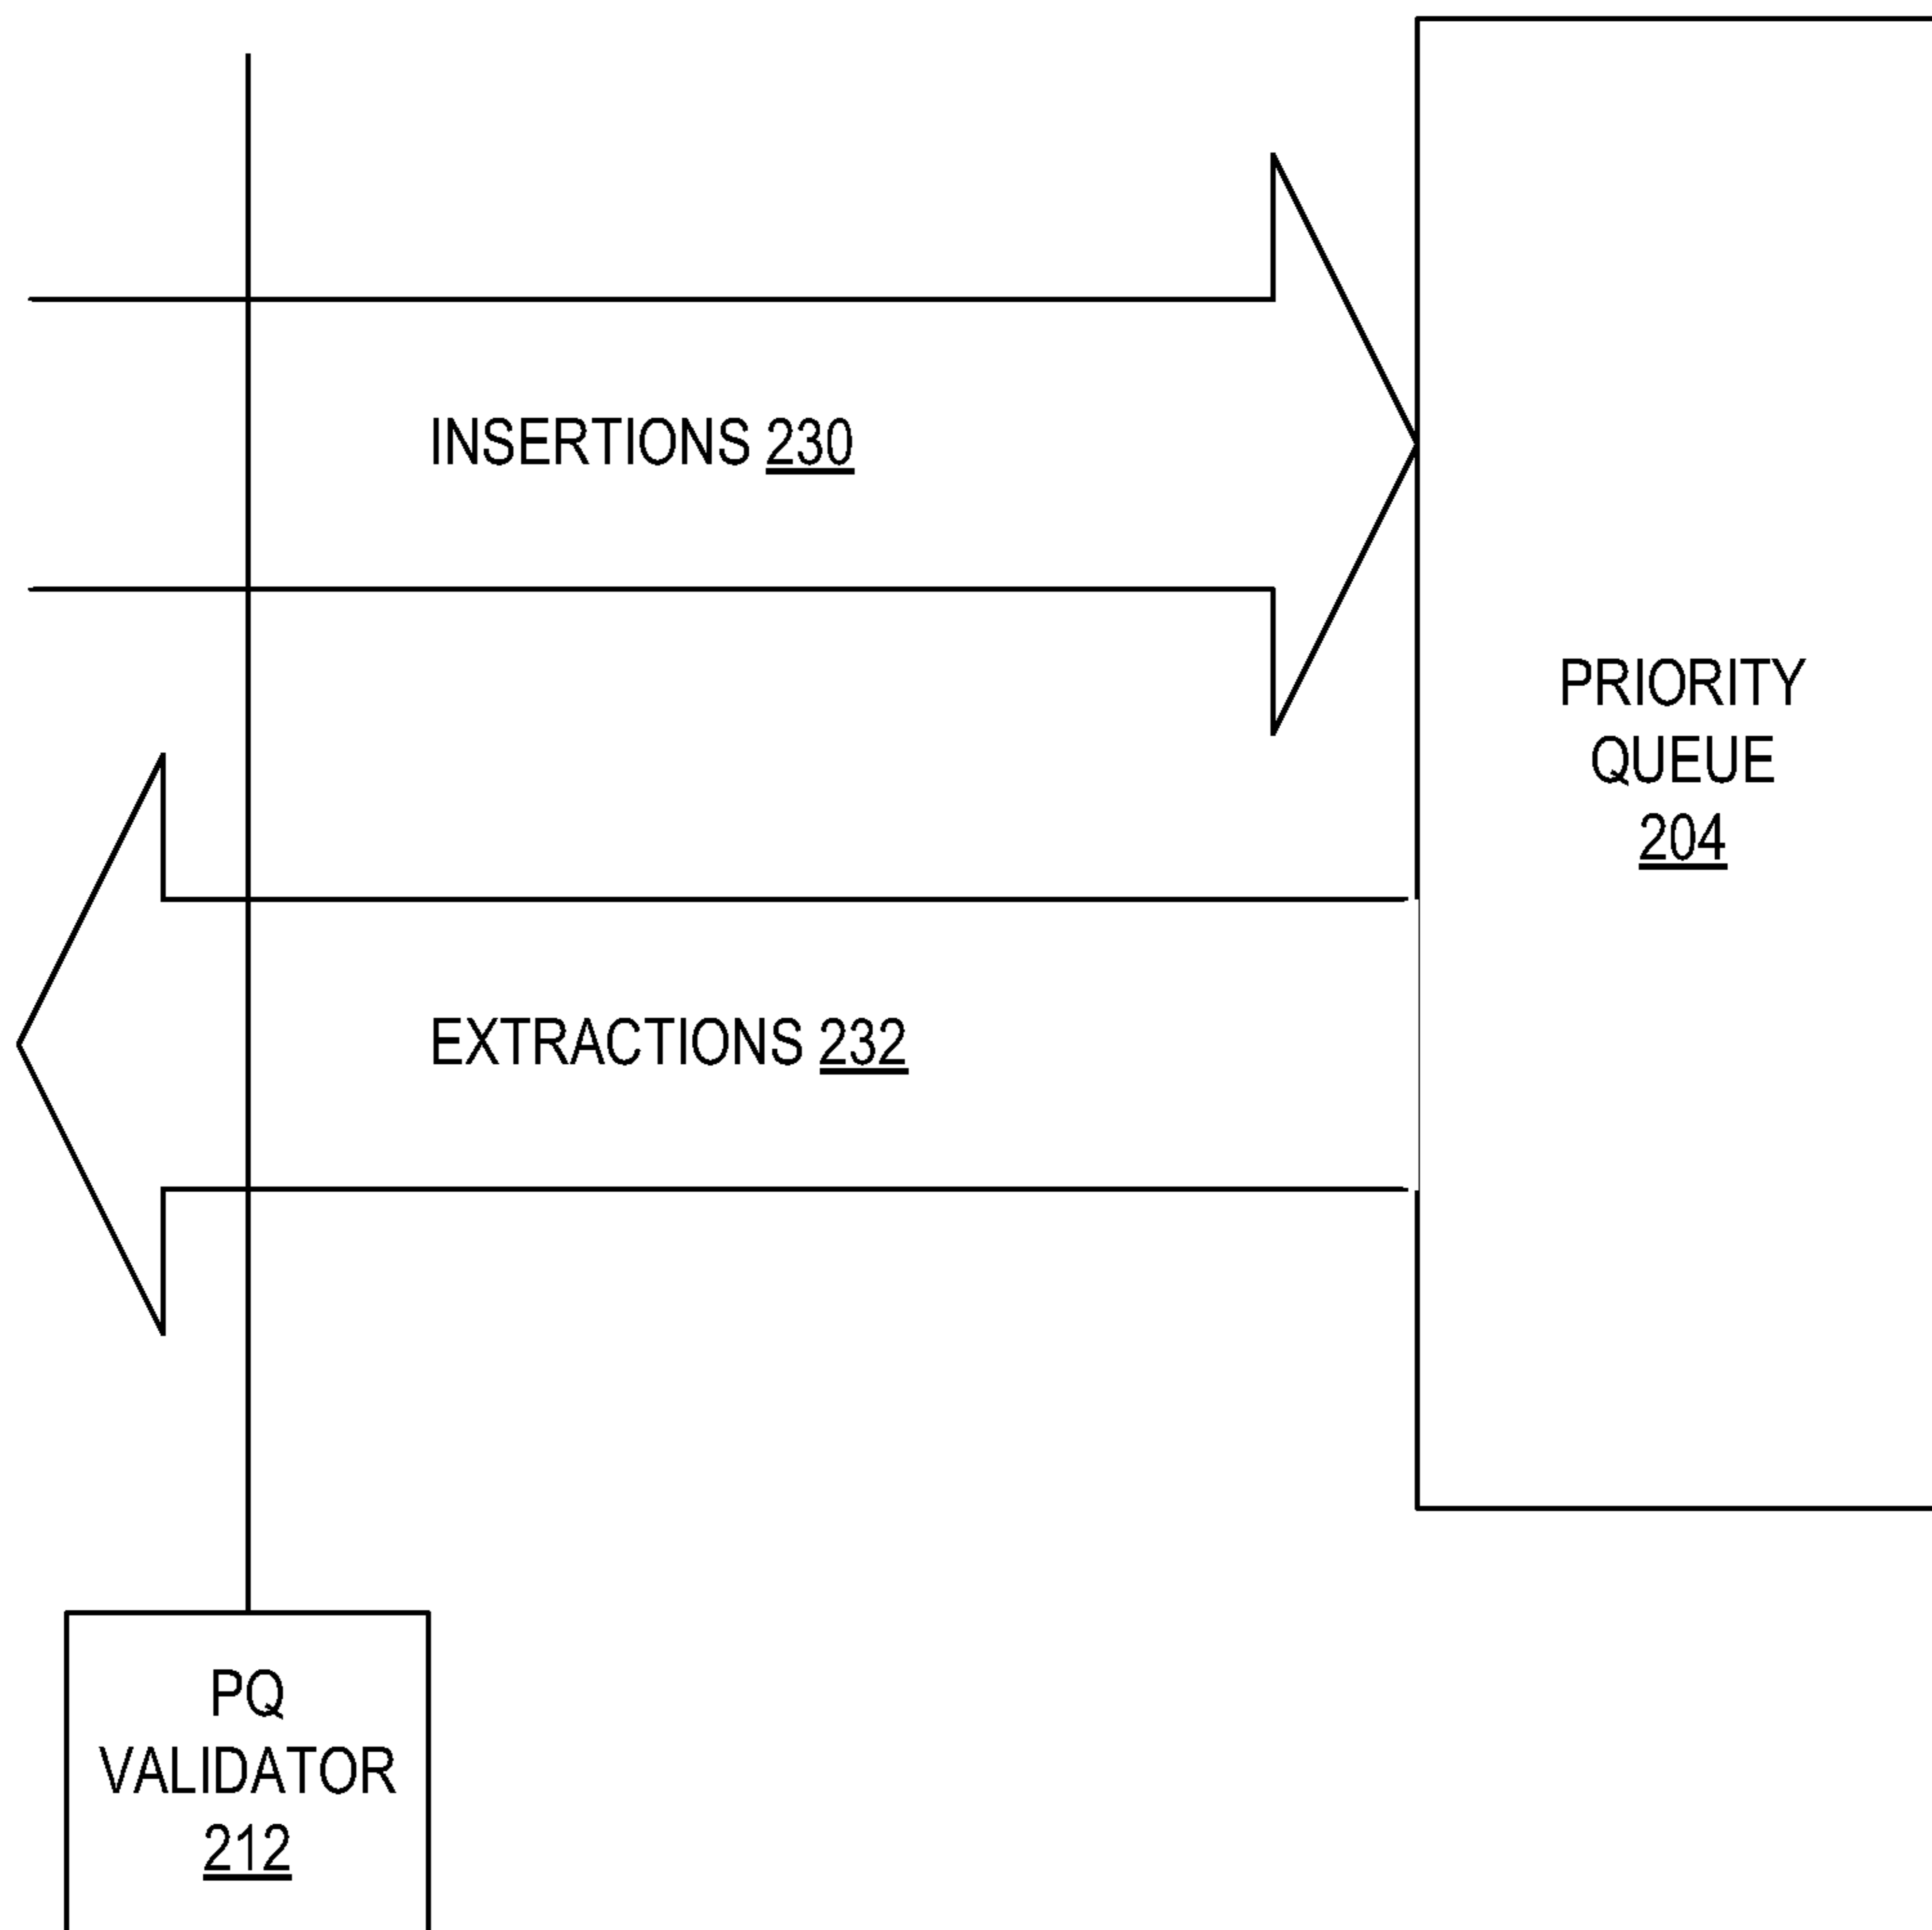 INSERTIONS 230
PRIORITY
QUEUE
204
EXTRACTIONS 232
PQ
VALIDATOR
212